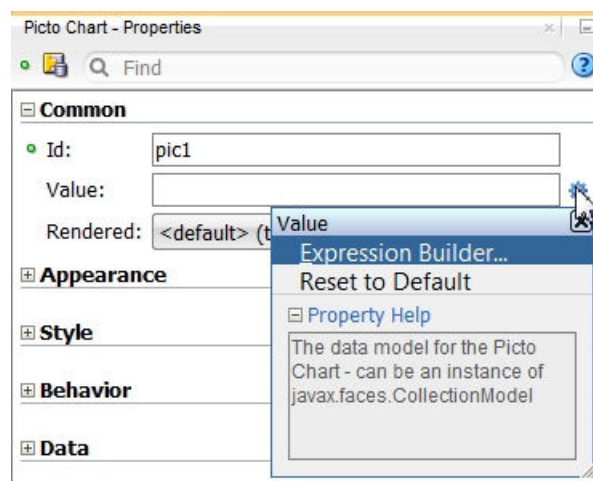 Picto Chart - Properties
Find
Common
Id: pic1
Value:
Rendered: <default> (t
Value
Expression Builder...
Reset to Default
Property Help
The data model for the Picto
Chart - can be an instance of
javax.faces.CollectionModel
Appearance
Style
Behavior
Data